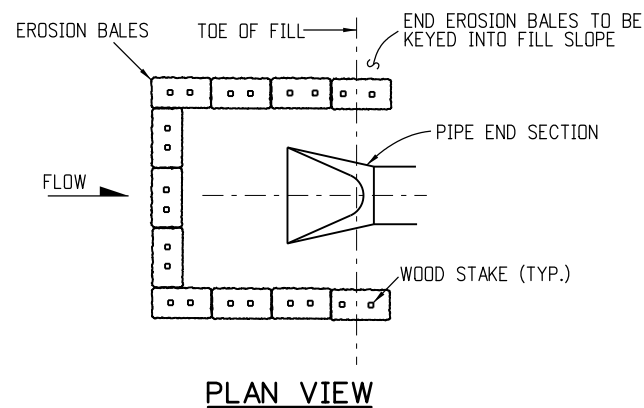 END EROSION BALES TO BE
KEYED INTO FILL SLOPE
EROSION BALES
TOE OF FILL
PIPE END SECTION
FLOW
WOOD STAKE (TYP.)
PLAN VIEW